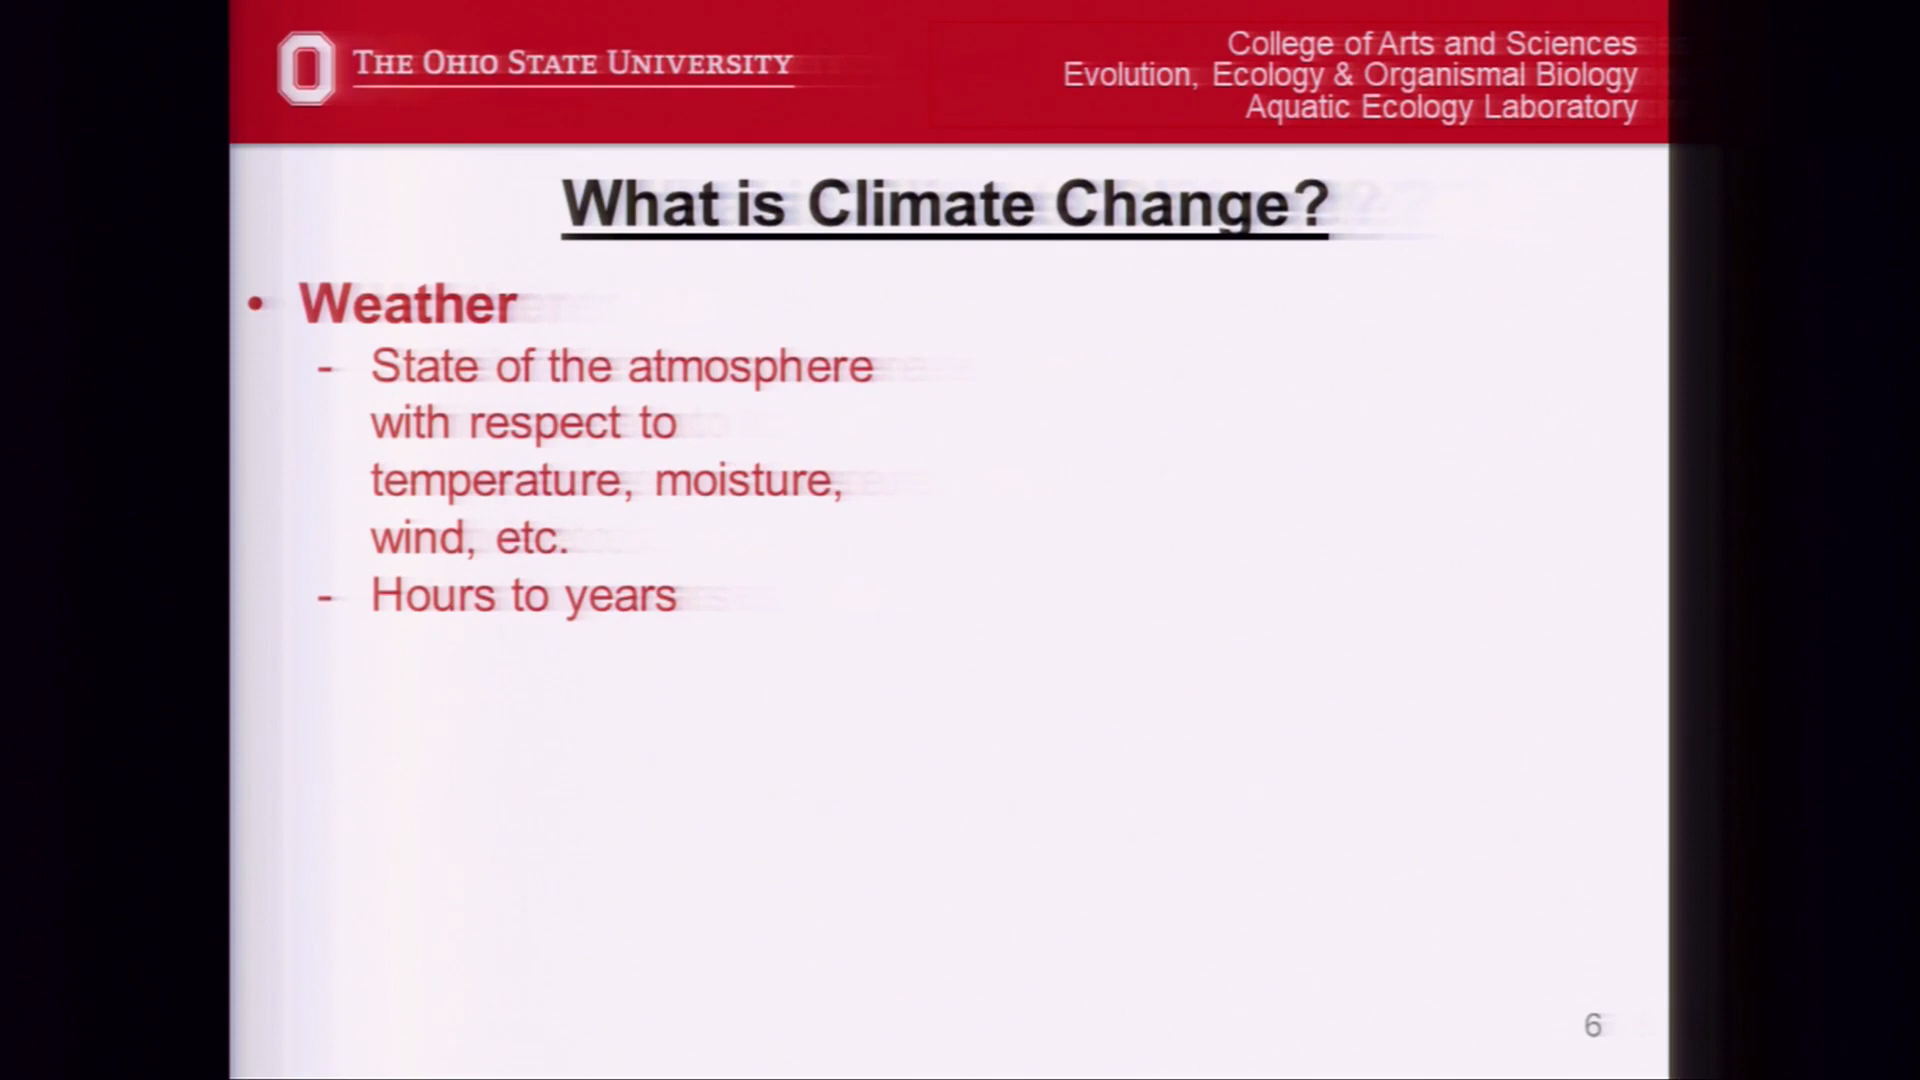 THE OHIO STATE UNIVERSITY
College of Arts and Sciences
Evolution, Ecology & Organismal Biology
Aquatic Ecology Laboratory
What is Climate Change?
• Weather
- State of the atmosphere
with respect to
temperature, moisture,
wind, etc.
- Hours to years
6